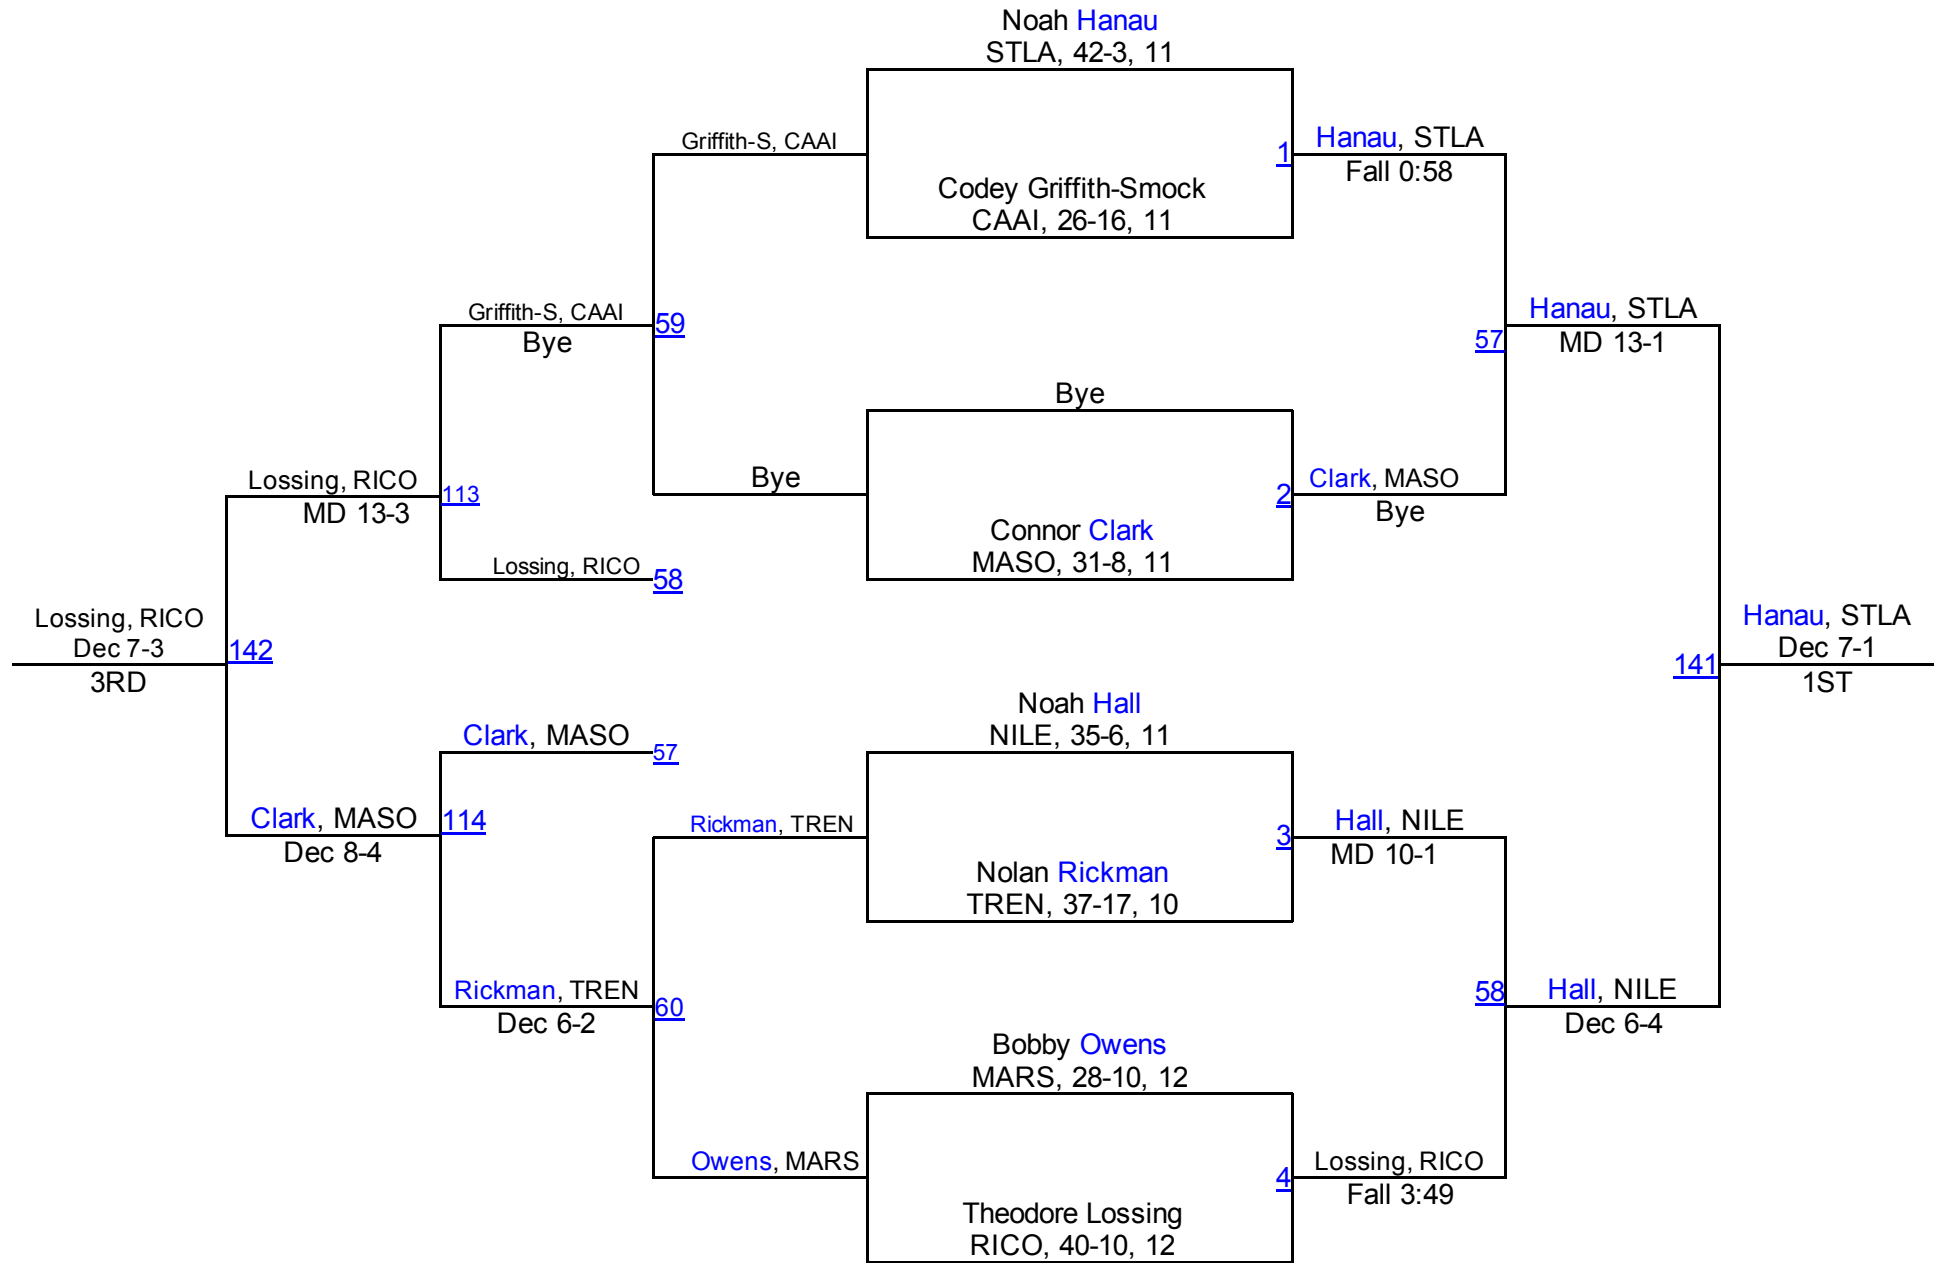 Noah Hanau
STLA, 42-3, 11
Griffith-S, CAAI
1
Hanau, STLA
Fall 0:58
Codey Griffith-Smock
CAAI, 26-16, 11
Griffith-S, CAAI
Bye
59
57
Hanau, STLA
MD 13-1
Bye
Lossing, RICO
MD 13-3
113
Bye
2
Clark, MASO
Bye
Connor Clark
MASO, 31-8, 11
Lossing, RICO
58
Lossing, RICO
Dec 7-3
3RD
142
141
Hanau, STLA
Dec 7-1
1ST
Clark, MASO
57
Noah Hall
NILE, 35-6, 11
Clark, MASO
Dec 8-4
114
Rickman, TREN
3
Hall, NILE
MD 10-1
Nolan Rickman
TREN, 37-17, 10
Rickman, TREN
Dec 6-2
60
58
Hall, NILE
Dec 6-4
Bobby Owens
MARS, 28-10, 12
Owens, MARS
4
Lossing, RICO
Fall 3:49
Theodore Lossing
RICO, 40-10, 12